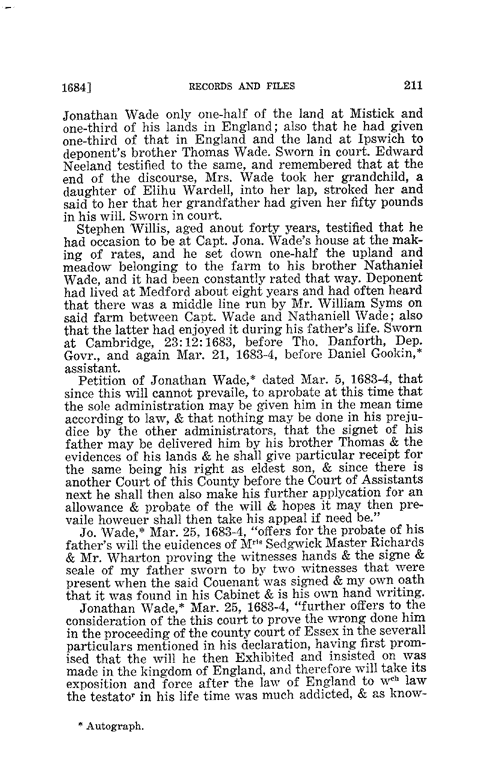 1684]
RECORDS AND FILES
211
Jonathan Wade only one-half of the land at Mistick and
one-third of his lands in England; also that he had given
one-third of that in England and the land at Ipswich to
deponent's brother Thomas Wade. Sworn in court. Edward
Neeland testified to the same, and remembered that at the
end of the discourse, Mrs. Wade took her grandchild, a
daughter of Elihu Wardell, into her lap, stroked her and
said to her that her grandfather had given her fifty pounds
in his will. Sworn in court.
Stephen Willis, aged anout forty years, testified that he
had occasion to be at Capt. Jona. Wade's house at the mak-
ing of rates, and he set down one-half the upland and
meadow belonging to the farm to his brother Nathaniel
Wade, and it had been constantly rated that way. Deponent
had lived at Medford about eight years and had often heard
that there was a middle line run by Mr. William Syms on
said farm between Capt. Wade and Nathaniell Wade; also
that the latter had enjoyed it during his father's life. Sworn
at Cambridge, 23:12:1683, before Tho. Danforth, Dep.
Govr., and again Mar. 21, 1683-4, before Daniel Gookin,*
assistant.
Petition of Jonathan Wade,* dated Mar. 5, 1683-4, that
since this will cannot prevaile, to aprobate at this time that
the sole administration may be given him in the mean time
according to law, & that nothing may be done in his preju-
dice by the other administrators, that the signet of his
father may be delivered him by his brother Thomas & the
evidences of his lands & he shall give particular receipt for
the same being his right as eldest son, & since there is
another Court of this County before the Court of Assistants
next he shall then also make his further applycation for an
allowance & probate of the will & hopes it may then pre-
vaile howeuer shall then take his appeal if need be."
Jo. Wade,* Mar. 25, 1683-4, "offers for the probate of his
father's will the euidences of Mris Sedgwick Master Richards
& Mr. Wharton proving the witnesses hands & the signe &
seale of my father sworn to by two witnesses that were
present when the said Couenant was signed & my own oath
that it was found in his Cabinet & is his own hand writing.
Jonathan Wade,* Mar. 25, 1683-4, "further offers to the
consideration of the this court to prove the wrong done him
in the proceeding of the county court of Essex in the severall
particulars mentioned in his declaration, having first prom-
ised that the will he then Exhibited and insisted on was
made in the kingdom of England, and therefore will take its
exposition and force after the law of England to wch law
the testator in his life time was much addicted, & as know-
* Autograph.